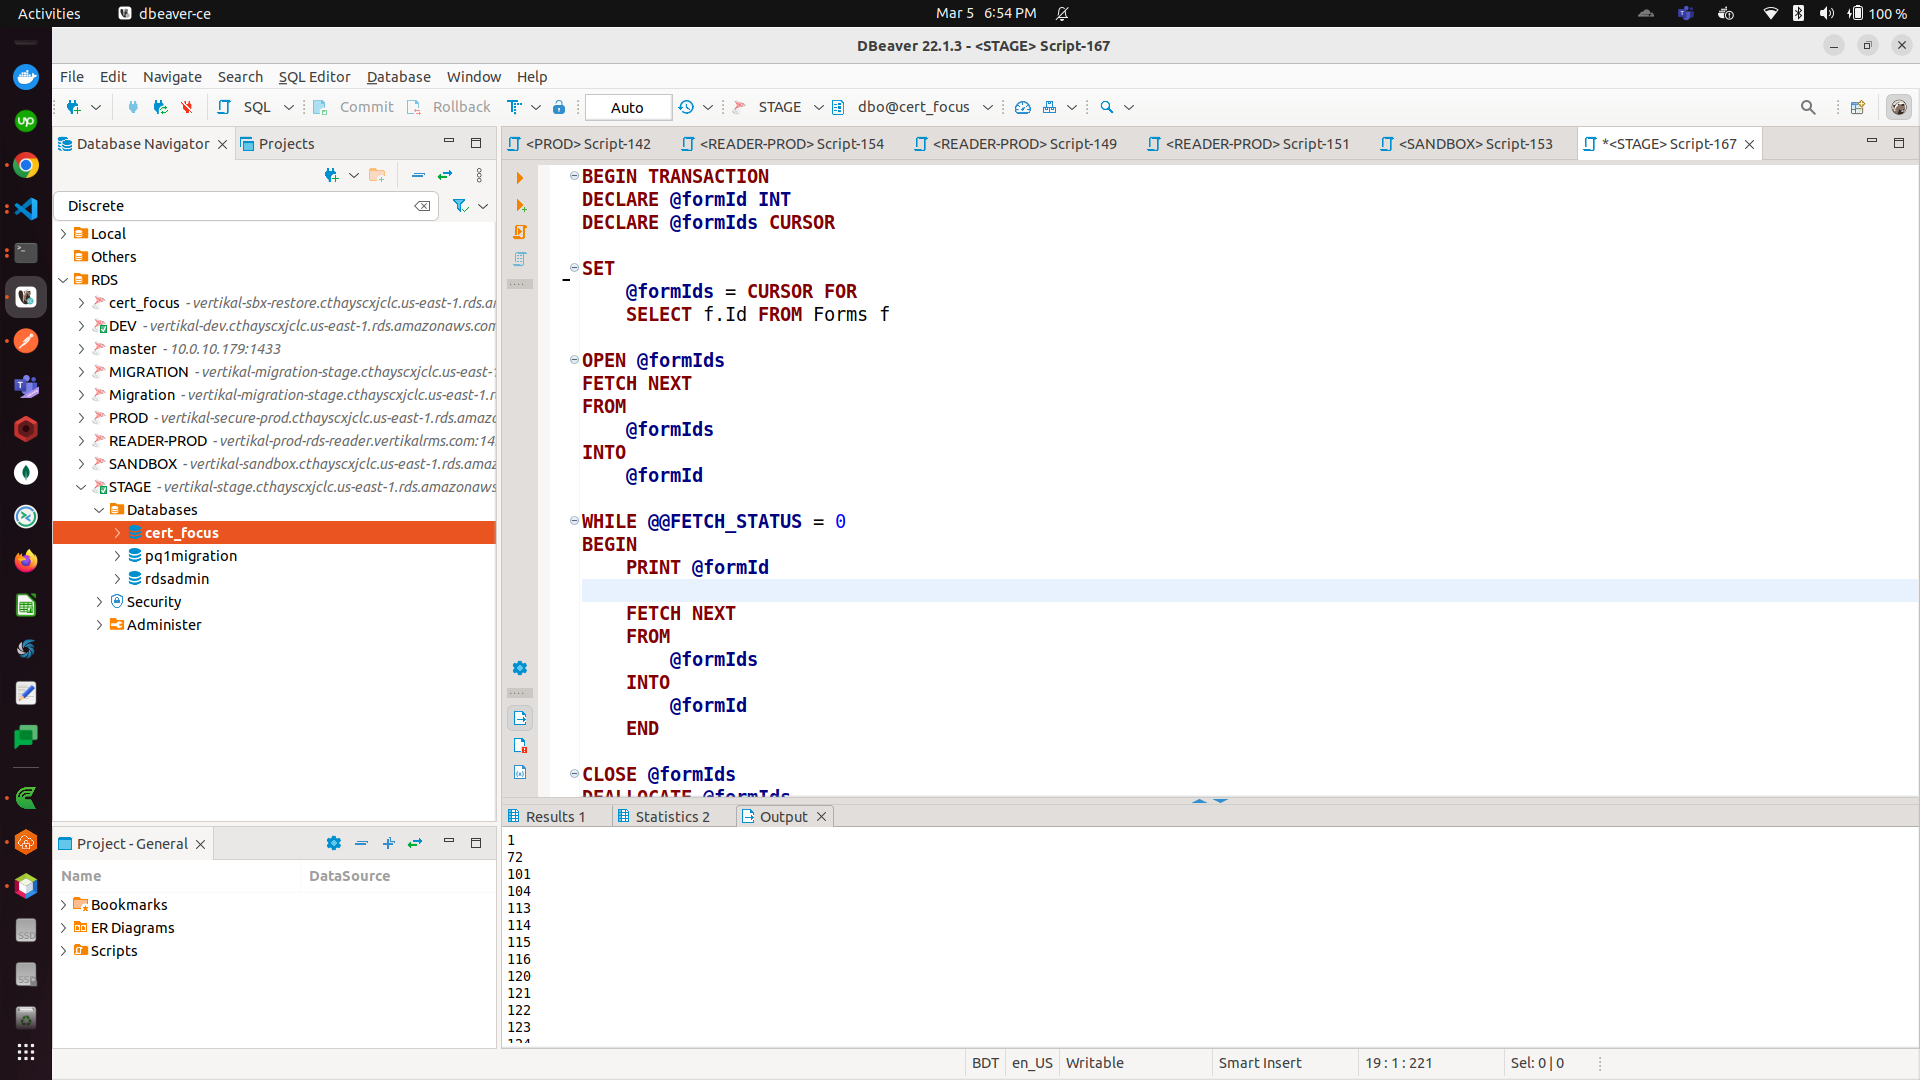 Activities
dbeaver-ce
Mar 5 6:54 PM
100 %
DBeaver 22.1.3 - <STAGE> Script-167
File Edit Navigate Search SQL Editor Database Window Help
SQL Commit Rollback Auto STAGE dbo@cert_focus
Database Navigator
Projects
Discrete
Local
Others
RDS
cert_focus - vertikal-sbx-restore.cthayscxjclc.us-east-1.rds.a
DEV - vertikal-dev.cthayscxjclc.us-east-1.rds.amazonaws.con
master - 10.0.10.179:1433
MIGRATION - vertikal-migration-stage.cthayscxjclc.us-east-
Migration - vertikal-migration-stage.cthayscxjclc.us-east-1.r
PROD - vertikal-secure-prod.cthayscxjclc.us-east-1.rds.amaz
READER-PROD - vertikal-prod-rds-reader.vertikalrms.com:14
SANDBOX - vertikal-sandbox.cthayscxjclc.us-east-1.rds.amaz
STAGE - vertikal-stage.cthayscxjclc.us-east-1.rds.amazonaws
Databases
cert_focus
pq1migration
rdsadmin
Security
Administer
Project - General
Name DataSource
Bookmarks
ER Diagrams
Scripts
<PROD> Script-142
<READER-PROD> Script-154
<READER-PROD> Script-149
<READER-PROD> Script-151
<SANDBOX> Script-153
*<STAGE> Script-167
BEGIN TRANSACTION
DECLARE @formId INT
DECLARE @formIds CURSOR
SET
@formIds = CURSOR FOR
SELECT f.Id FROM Forms f
OPEN @formIds
FETCH NEXT
FROM
@formIds
INTO
@formId
WHILE @@FETCH_STATUS = 0
BEGIN
PRINT @formId
FETCH NEXT
FROM
@formIds
INTO
@formId
END
CLOSE @formIds
DEALLOCATE @formIds
Results 1
Statistics 2
Output
1
72
101
104
113
114
115
116
120
121
122
123
124
BDT en_US Writable Smart Insert 19 : 1 : 221 Sel: 0 | 0